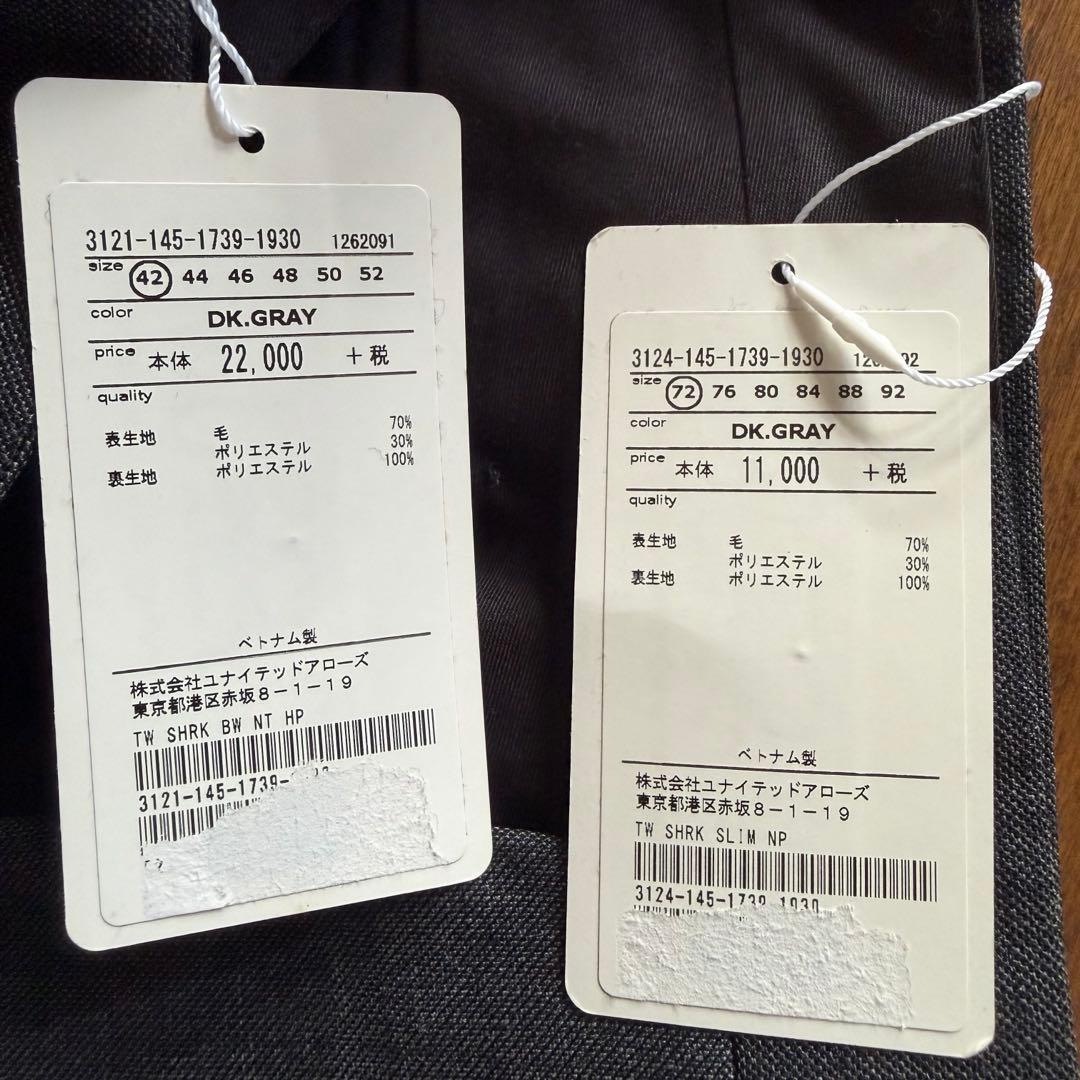 3121-145-1739-1930 1262091
size 42 44 46 48 50 52
color DK.GRAY
price 本体 22,000 +税
quality
表生地 毛 70%
ポリエステル 30%
裏生地 ポリエステル 100%
ベトナム製
株式会社ユナイテッドアローズ
東京都港区赤坂8-1-19
TW SHRK BW NT HP
3121-145-1739-
3124-145-1739-1930
size 72 76 80 84 88 92
color DK.GRAY
price 本体 11,000 +税
quality
表生地 毛 70%
ポリエステル 30%
裏生地 ポリエステル 100%
ベトナム製
株式会社ユナイテッドアローズ
東京都港区赤坂8-1-19
TW SHRK SLIM NP
3124-145-1739-1930